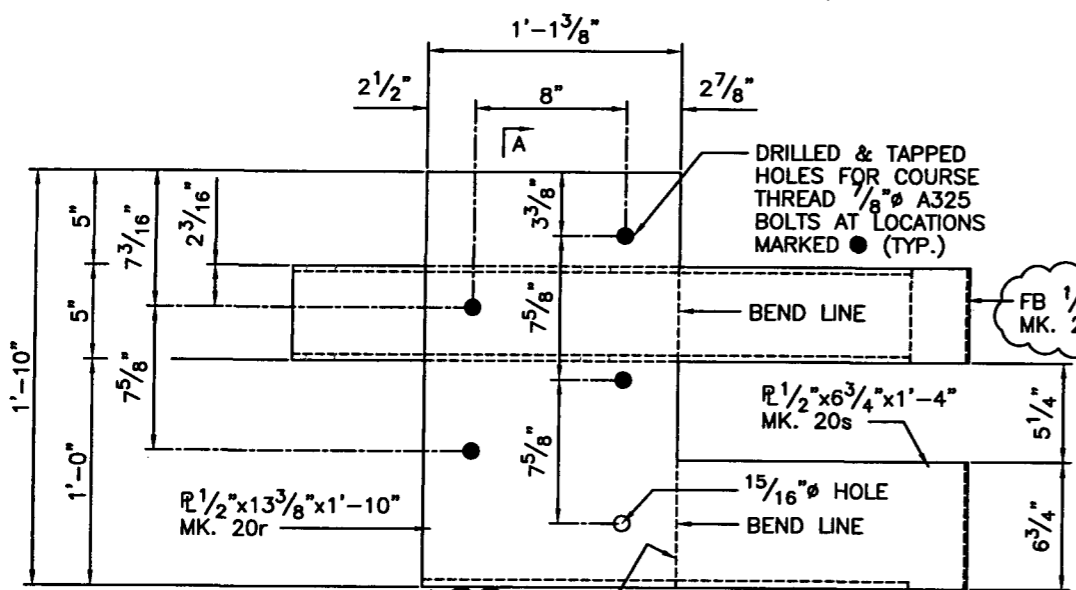 1'-1 3/8"
2 1/2"
8"
2 7/8"
A
DRILLED & TAPPED
HOLES FOR COURSE
THREAD 7/8"ø A325
BOLTS AT LOCATIONS
MARKED ● (TYP.)
5"
7 3/16"
2 3/16"
3 3/8"
5"
7 5/8"
BEND LINE
FB 1/
MK. 2
1'-10"
7 5/8"
1'-0"
7 5/8"
PL 1/2"x6 3/4"x1'-4"
MK. 20s
5 1/4"
PL 1/2"x13 3/8"x1'-10"
MK. 20r
15/16"ø HOLE
BEND LINE
6 3/4"